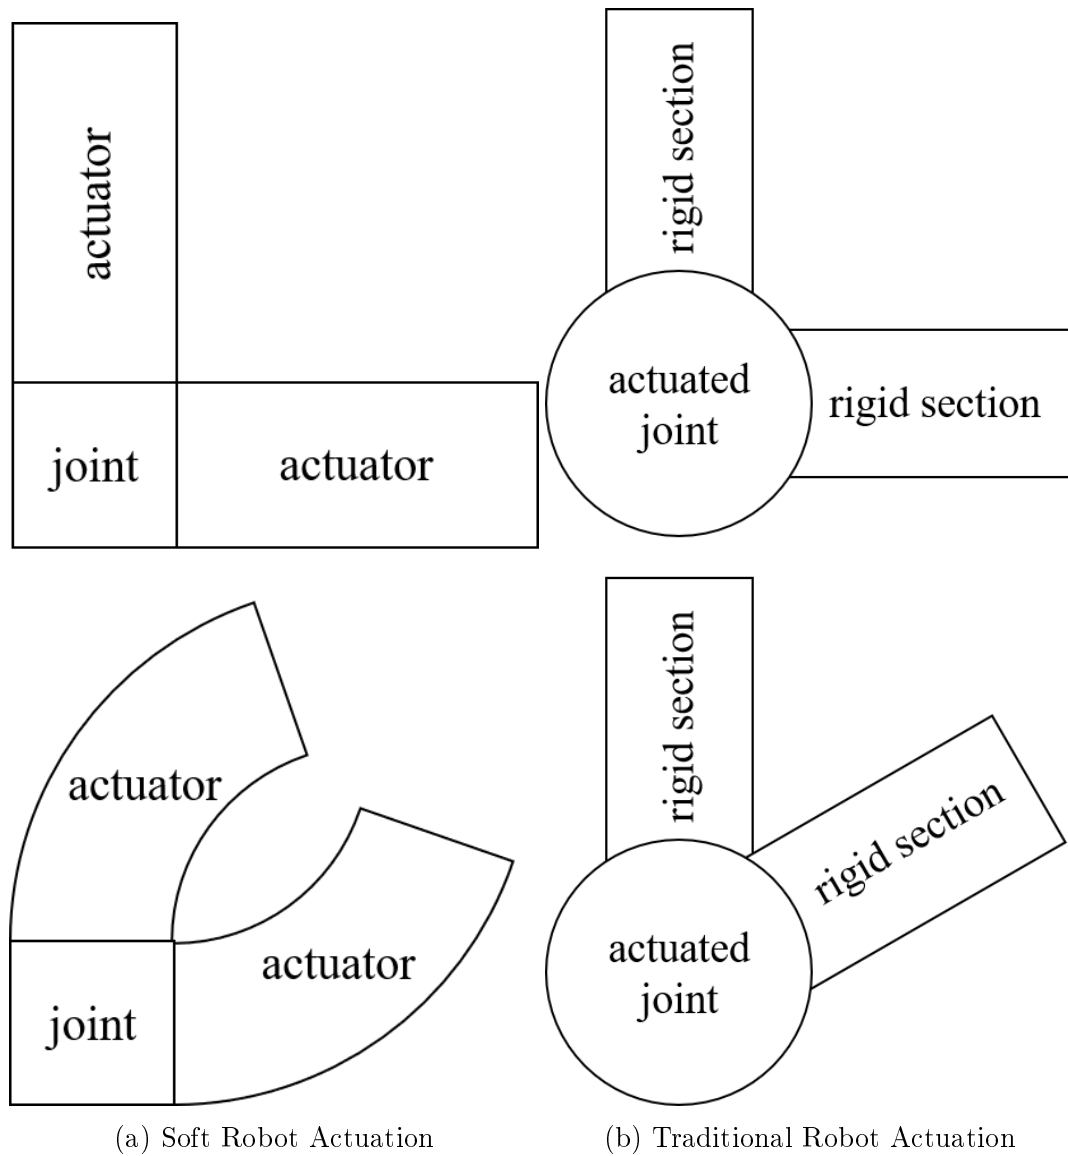 actuator
joint
actuator
rigid section
actuated
joint
rigid section
actuator
joint
actuator
rigid section
actuated
joint
rigid section
(a) Soft Robot Actuation
(b) Traditional Robot Actuation